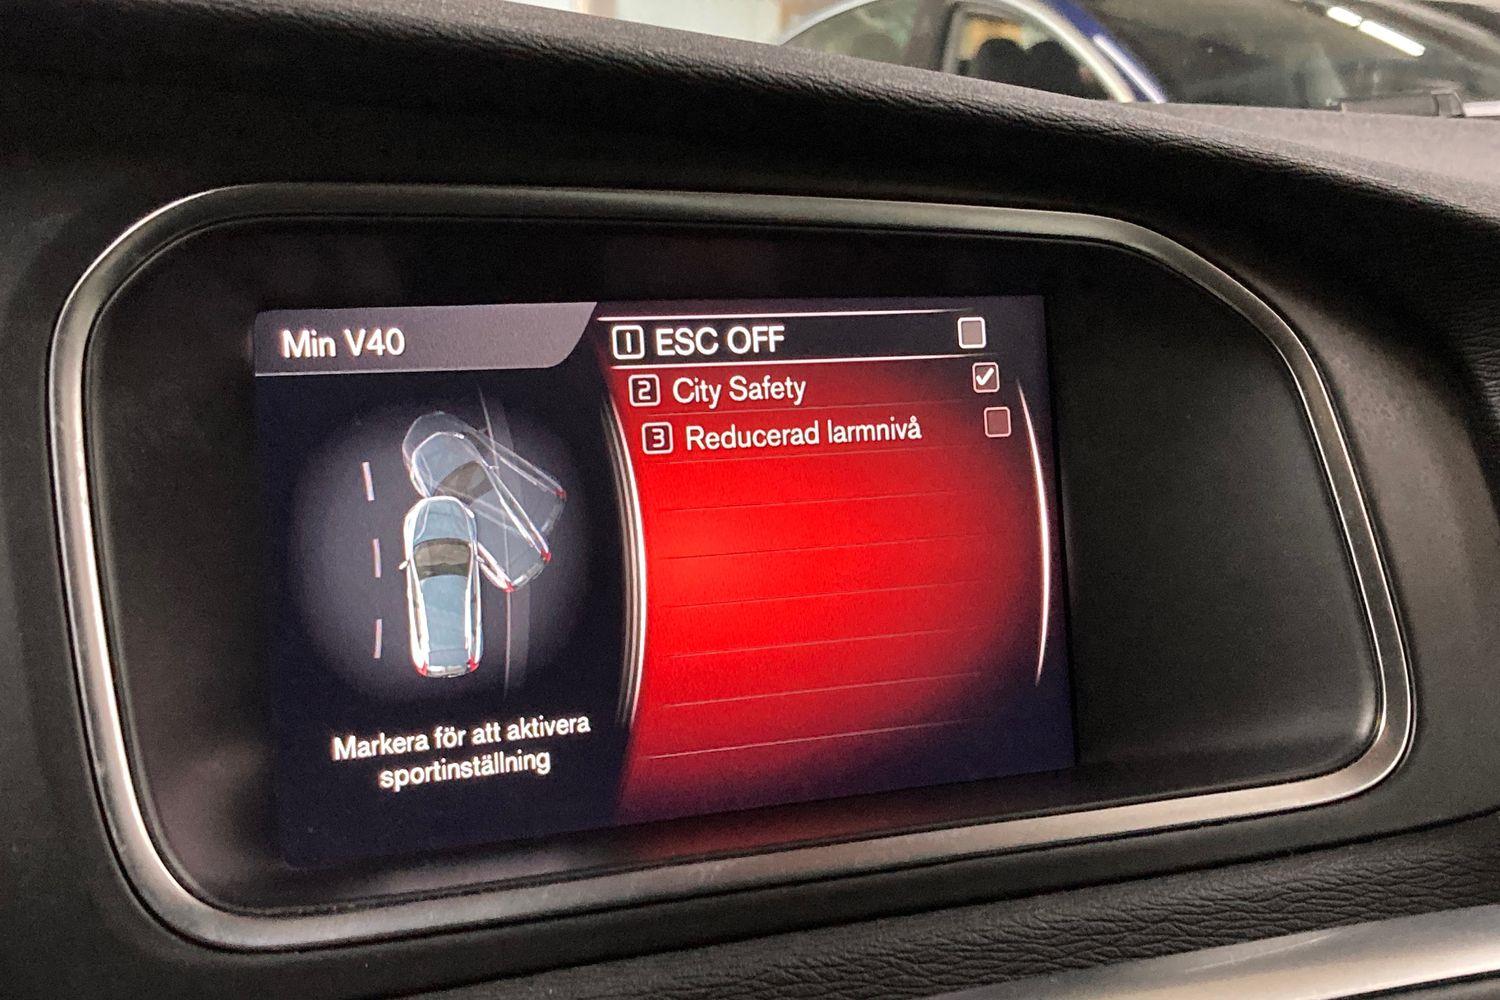 Min V40
1 ESC OFF
2 City Safety
3 Reducerad larmnivå
Markera för att aktivera
sportinställning